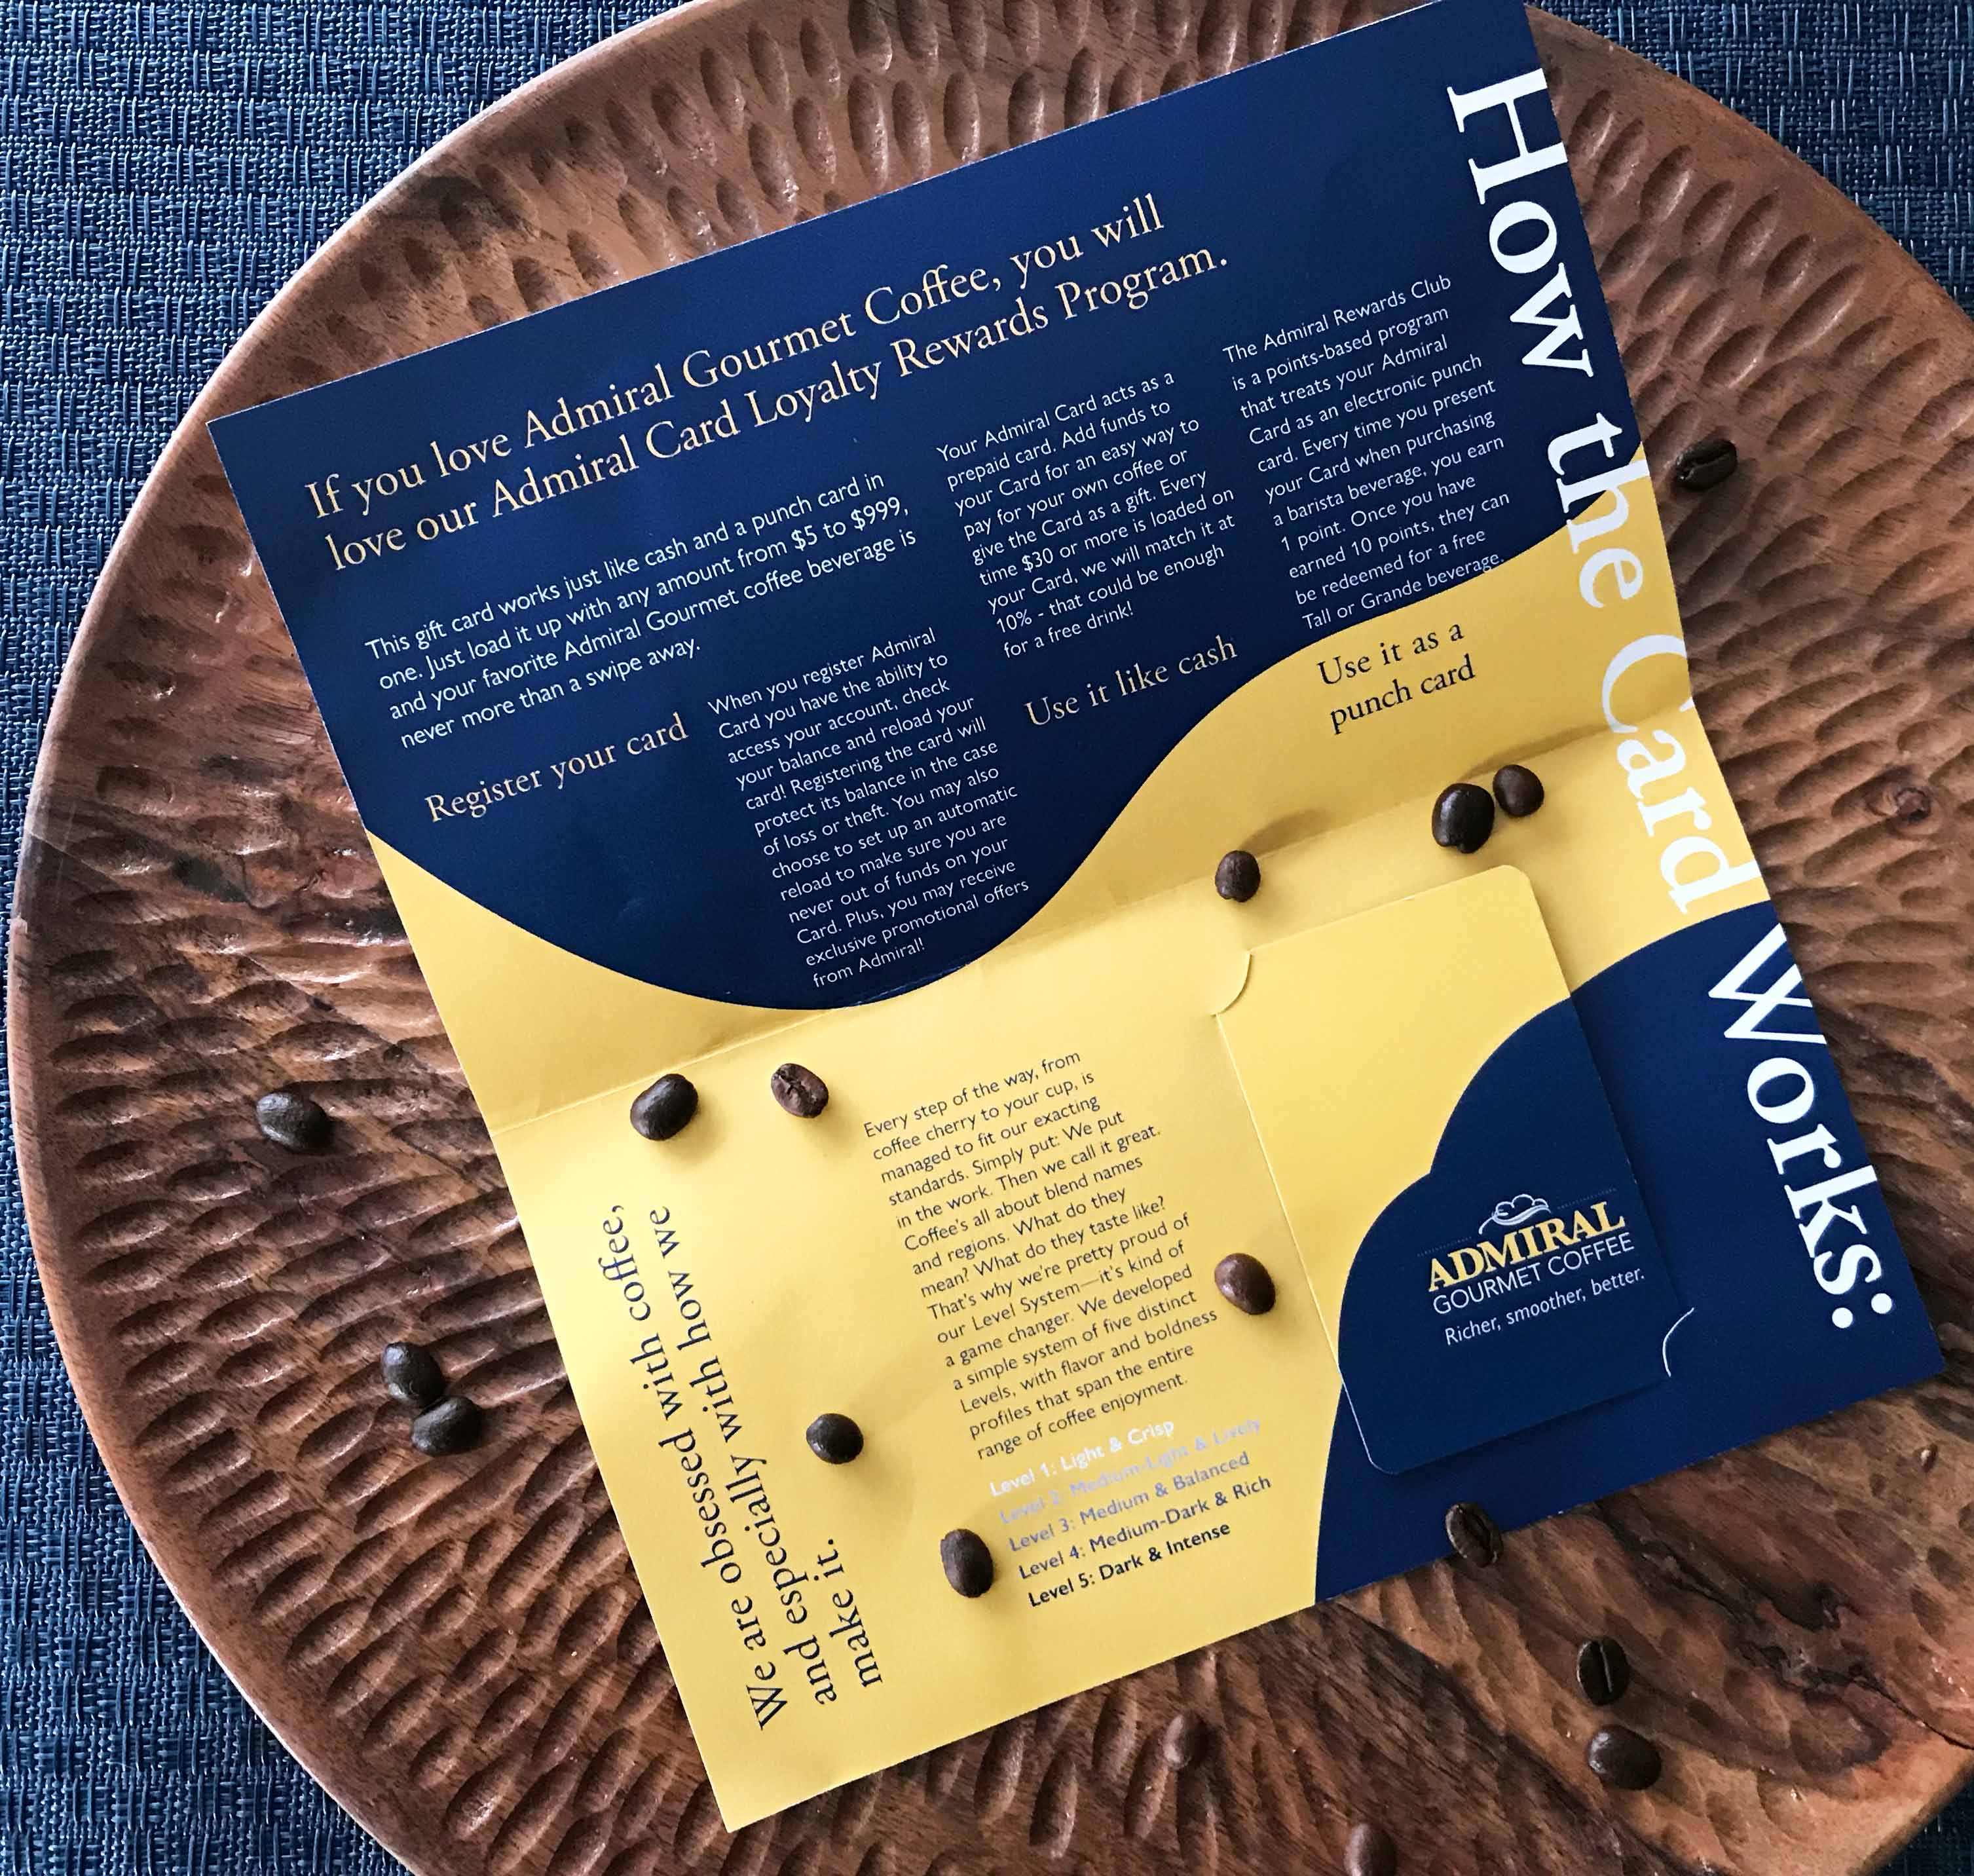 How the Card Works:
If you love Admiral Gourmet Coffee, you will
love our Admiral Card Loyalty Rewards Program.
This gift card works just like cash and a punch card in
one. Just load it up with any amount from $5 to $999,
and your favorite Admiral Gourmet coffee beverage is
never more than a swipe away.
Register your card
When you register Admiral
Card you have the ability to
access your account, check
your balance and reload your
card! Registering the card will
protect its balance in the case
of loss or theft. You may also
choose to set up an automatic
reload to make sure you are
never out of funds on your
Card. Plus, you may receive
exclusive promotional offers
from Admiral!
Your Admiral Card acts as a
prepaid card. Add funds to
your Card for an easy way to
pay for your own coffee or
give the Card as a gift. Every
time $30 or more is loaded on
your Card, we will match it at
10% - that could be enough
for a free drink!
Use it like cash
The Admiral Rewards Club
is a points-based program
that treats your Admiral
Card as an electronic punch
card. Every time you present
your Card when purchasing
a barista beverage, you earn
1 point. Once you have
earned 10 points, they can
be redeemed for a free
Tall or Grande beverage.
Use it as a
punch card
We are obsessed with coffee,
and especially with how we
make it.
Every step of the way, from
coffee cherry to your cup, is
managed to fit our exacting
standards. Simply put: We put
in the work. Then we call it great.
Coffee's all about blend names
and regions. What do they
mean? What do they taste like?
That's why we're pretty proud of
our Level System—it's kind of
a game changer. We developed
a simple system of five distinct
Levels, with flavor and boldness
profiles that span the entire
range of coffee enjoyment.
Level 1: Light & Crisp
Level 2: Medium-Light & Lively
Level 3: Medium & Balanced
Level 4: Medium-Dark & Rich
Level 5: Dark & Intense
ADMIRAL
GOURMET COFFEE
Richer, smoother, better.